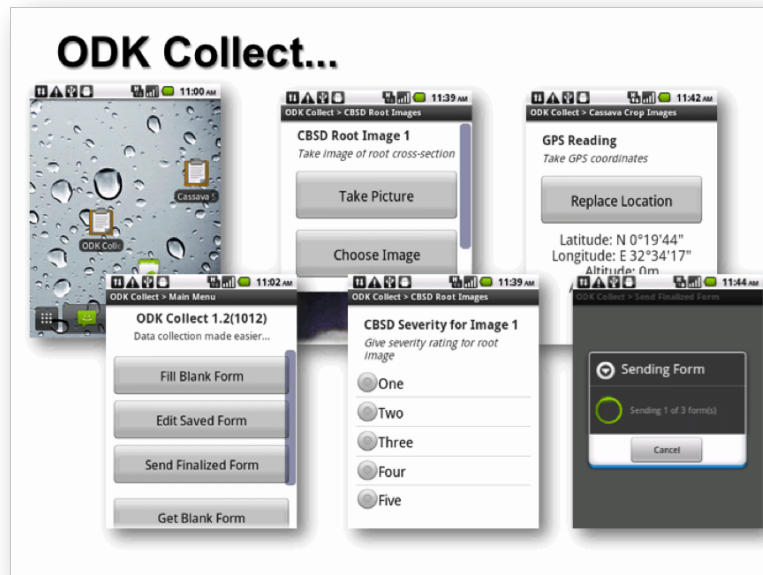 ODK Collect...
11:00 AM
Cassava
ODK Colle
11:39 AM
ODK Collect > CBSD Root Images
CBSD Root Image 1
Take image of root cross-section
Take Picture
Choose Image
11:42 AM
ODK Collect > Cassava Crop Images
GPS Reading
Take GPS coordinates
Replace Location
Latitude: N 0°19'44"
Longitude: E 32°34'17"
Altitude: 0m
11:02 AM
ODK Collect > Main Menu
ODK Collect 1.2(1012)
Data collection made easier...
Fill Blank Form
Edit Saved Form
Send Finalized Form
Get Blank Form
11:39 AM
ODK Collect > CBSD Root Images
CBSD Severity for Image 1
Give severity rating for root
image
One
Two
Three
Four
Five
11:44 AM
ODK Collect > Send Finalized Form
Sending Form
Sending 1 of 3 form(s)
Cancel